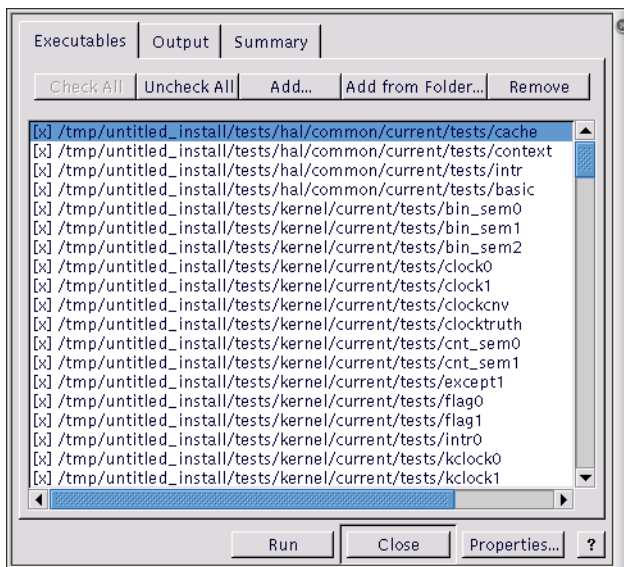 Executables Output Summary
Check All Uncheck All Add... Add from Folder... Remove
[x] /tmp/untitled_install/tests/hal/common/current/tests/cache
[x] /tmp/untitled_install/tests/hal/common/current/tests/context
[x] /tmp/untitled_install/tests/hal/common/current/tests/intr
[x] /tmp/untitled_install/tests/hal/common/current/tests/basic
[x] /tmp/untitled_install/tests/kernel/current/tests/bin_sem0
[x] /tmp/untitled_install/tests/kernel/current/tests/bin_sem1
[x] /tmp/untitled_install/tests/kernel/current/tests/bin_sem2
[x] /tmp/untitled_install/tests/kernel/current/tests/clock0
[x] /tmp/untitled_install/tests/kernel/current/tests/clock1
[x] /tmp/untitled_install/tests/kernel/current/tests/clockcnv
[x] /tmp/untitled_install/tests/kernel/current/tests/clocktruth
[x] /tmp/untitled_install/tests/kernel/current/tests/cnt_sem0
[x] /tmp/untitled_install/tests/kernel/current/tests/cnt_sem1
[x] /tmp/untitled_install/tests/kernel/current/tests/except1
[x] /tmp/untitled_install/tests/kernel/current/tests/flag0
[x] /tmp/untitled_install/tests/kernel/current/tests/flag1
[x] /tmp/untitled_install/tests/kernel/current/tests/intr0
[x] /tmp/untitled_install/tests/kernel/current/tests/kclock0
[x] /tmp/untitled_install/tests/kernel/current/tests/kclock1
Run Close Properties... ?